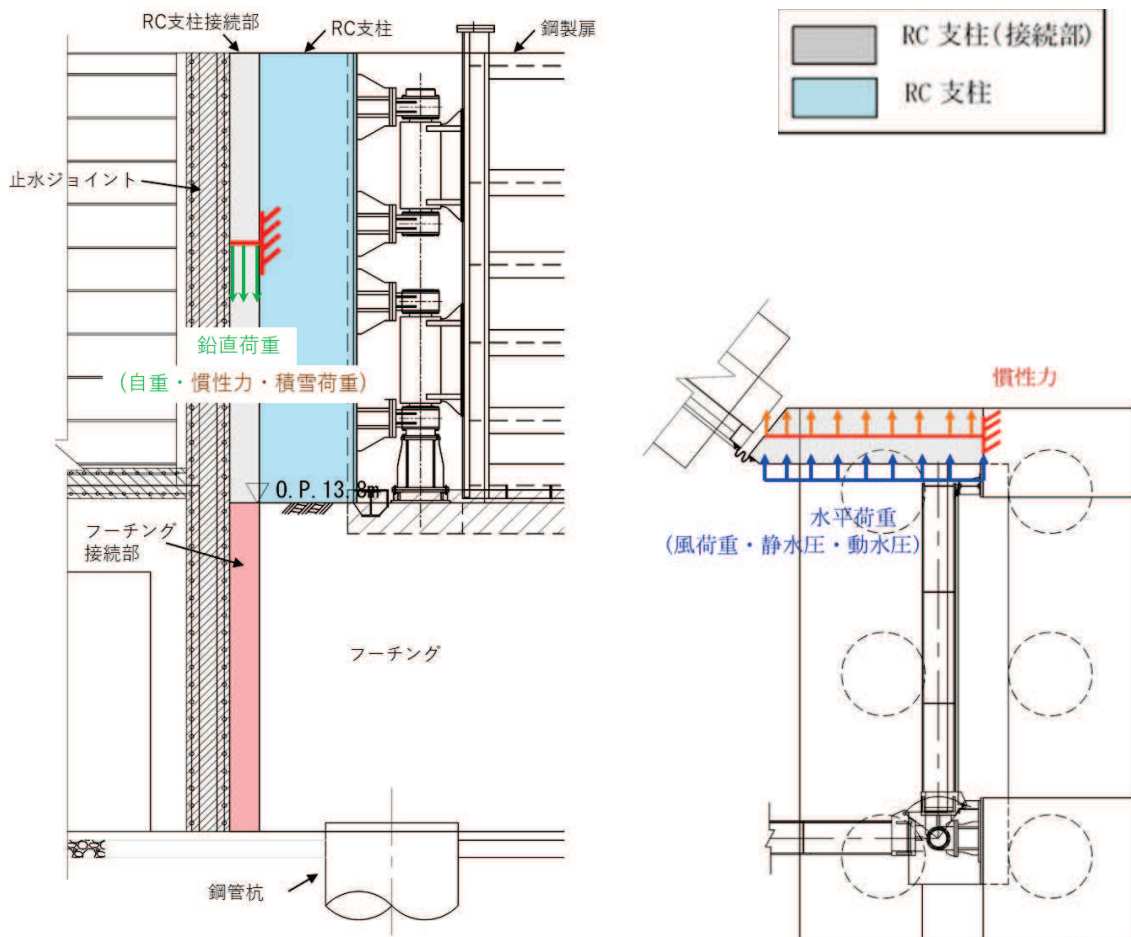 RC支柱接続部
RC支柱
鋼製扉
RC 支柱(接続部)
RC 支柱
止水ジョイント
鉛直荷重
(自重・慣性力・積雪荷重)
O.P.13.8m
フーチング
接続部
フーチング
鋼管杭
慣性力
水平荷重
(風荷重・静水圧・動水圧)